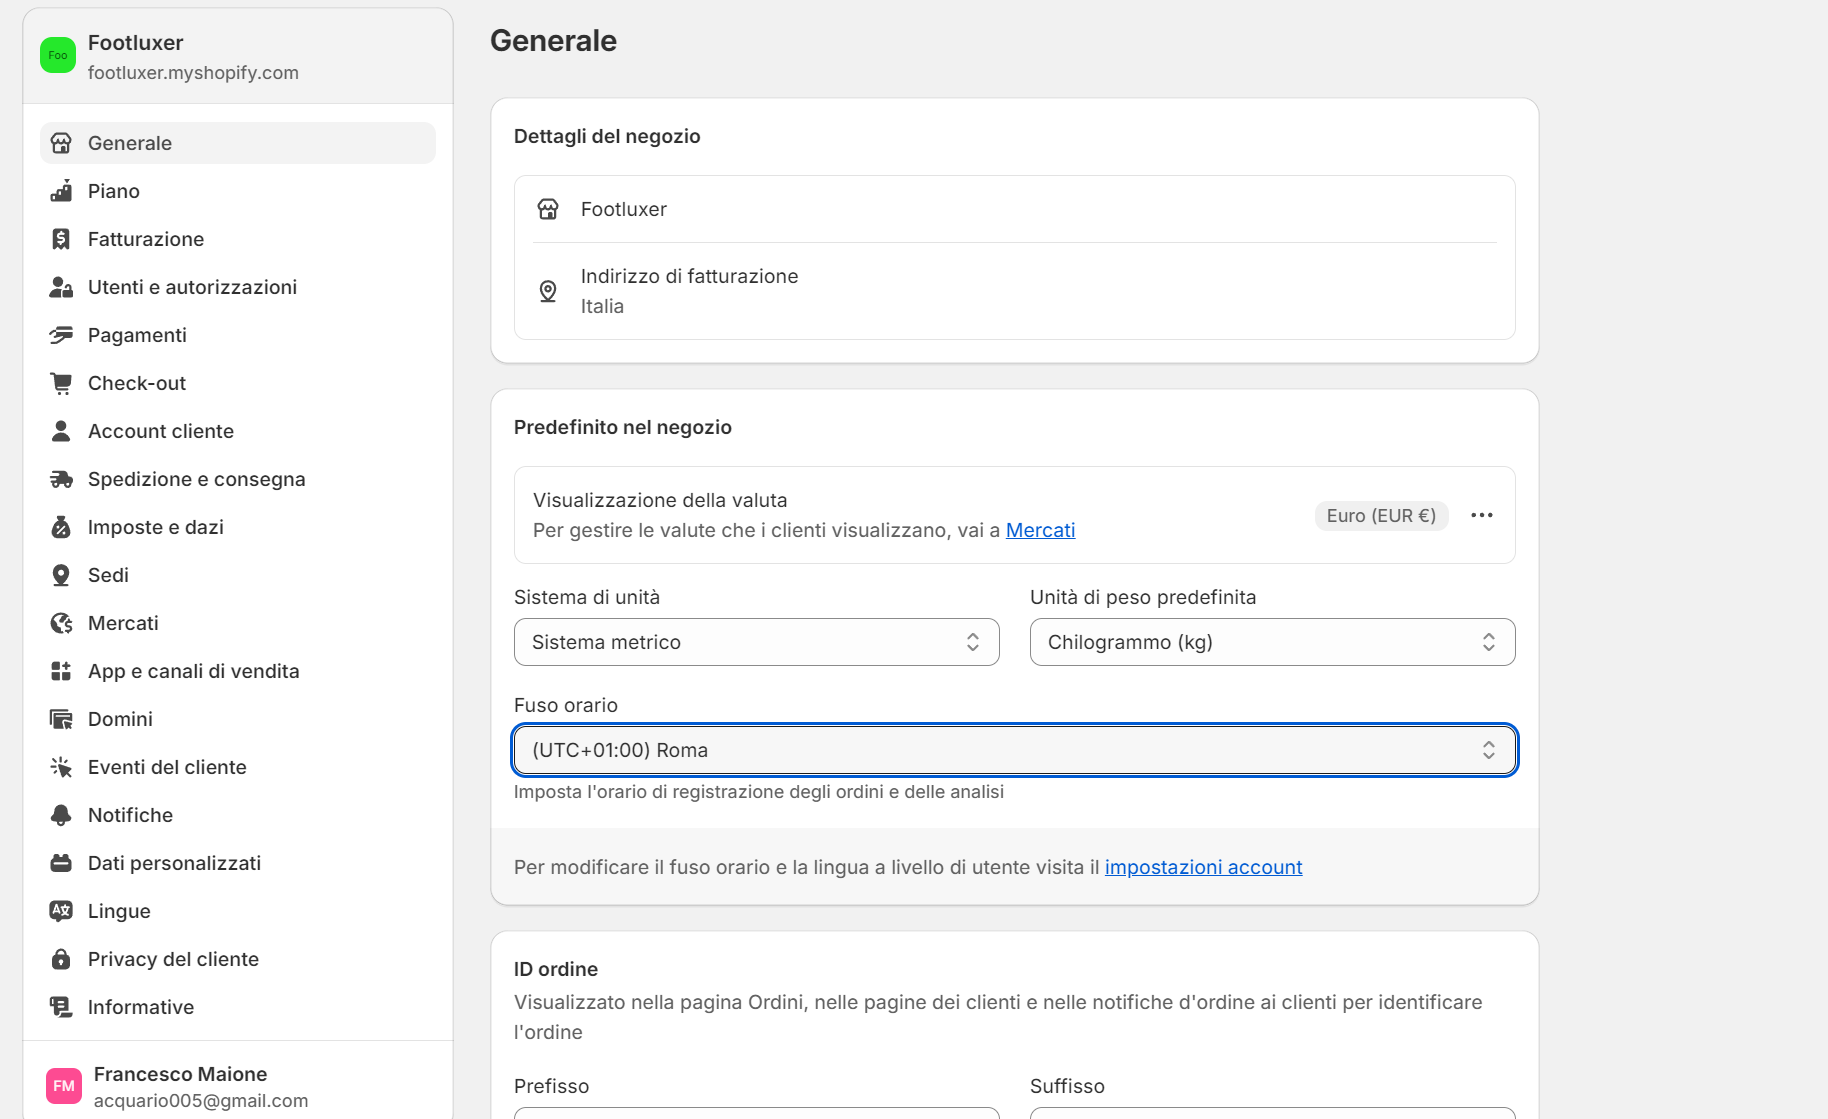 Foo
Footluxer
footluxer.myshopify.com
Generale
Piano
Fatturazione
Utenti e autorizzazioni
Pagamenti
Check-out
Account cliente
Spedizione e consegna
Imposte e dazi
Sedi
Mercati
App e canali di vendita
Domini
Eventi del cliente
Notifiche
Dati personalizzati
Lingue
Privacy del cliente
Informative
FM
Francesco Maione
acquario005@gmail.com
Generale
Dettagli del negozio
Footluxer
Indirizzo di fatturazione
Italia
Predefinito nel negozio
Visualizzazione della valuta
Per gestire le valute che i clienti visualizzano, vai a Mercati
Euro (EUR €)
Sistema di unità
Unità di peso predefinita
Sistema metrico
Chilogrammo (kg)
Fuso orario
(UTC+01:00) Roma
Imposta l'orario di registrazione degli ordini e delle analisi
Per modificare il fuso orario e la lingua a livello di utente visita il impostazioni account
ID ordine
Visualizzato nella pagina Ordini, nelle pagine dei clienti e nelle notifiche d'ordine ai clienti per identificare
l'ordine
Prefisso
Suffisso